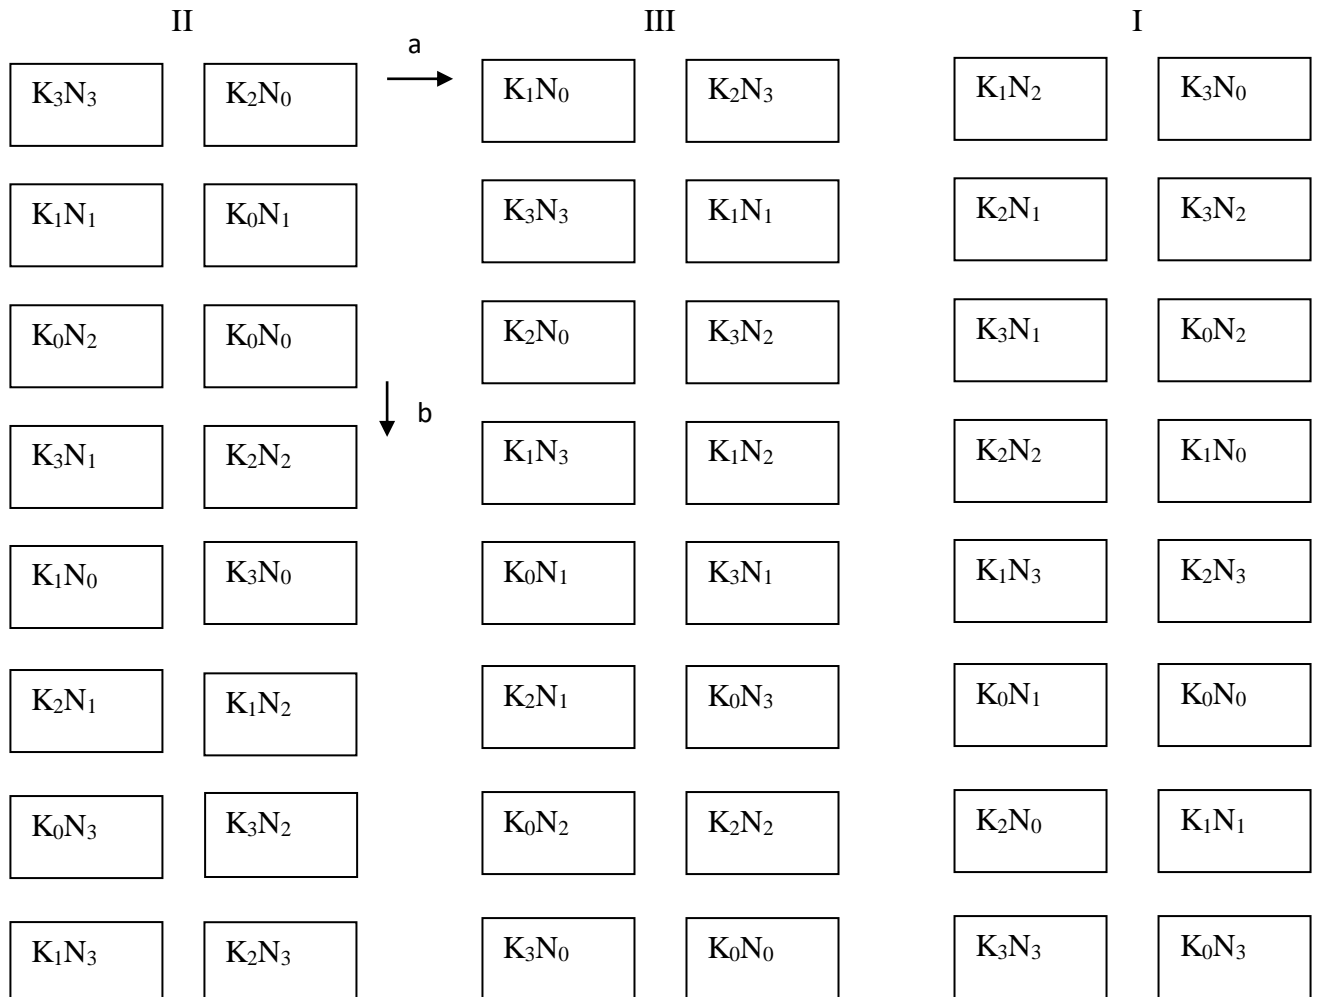 II III I
a
K₃N₃ K₂N₀ K₁N₀ K₂N₃ K₁N₂ K₃N₀
K₁N₁ K₀N₁ K₃N₃ K₁N₁ K₂N₁ K₃N₂
K₀N₂ K₀N₀ K₂N₀ K₃N₂ K₃N₁ K₀N₂
b
K₃N₁ K₂N₂ K₁N₃ K₁N₂ K₂N₂ K₁N₀
K₁N₀ K₃N₀ K₀N₁ K₃N₁ K₁N₃ K₂N₃
K₂N₁ K₁N₂ K₂N₁ K₀N₃ K₀N₁ K₀N₀
K₀N₃ K₃N₂ K₀N₂ K₂N₂ K₂N₀ K₁N₁
K₁N₃ K₂N₃ K₃N₀ K₀N₀ K₃N₃ K₀N₃